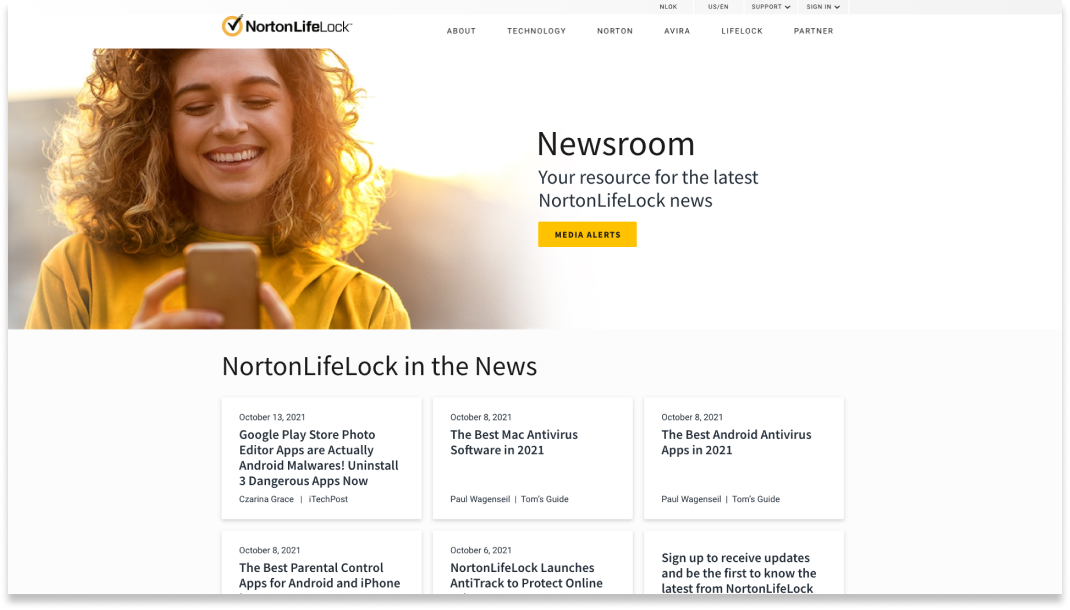 NLOK US/EN SUPPORT SIGN IN
NortonLifeLock™
ABOUT TECHNOLOGY NORTON AVIRA LIFELOCK PARTNER
Newsroom
Your resource for the latest
NortonLifeLock news
MEDIA ALERTS
NortonLifeLock in the News
October 13, 2021
Google Play Store Photo
Editor Apps are Actually
Android Malwares! Uninstall
3 Dangerous Apps Now
Czarina Grace | iTechPost
October 8, 2021
The Best Mac Antivirus
Software in 2021
Paul Wagenseil | Tom's Guide
October 8, 2021
The Best Android Antivirus
Apps in 2021
Paul Wagenseil | Tom's Guide
October 8, 2021
The Best Parental Control
Apps for Android and iPhone
October 6, 2021
NortonLifeLock Launches
AntiTrack to Protect Online
Sign up to receive updates
and be the first to know the
latest from NortonLifeLock